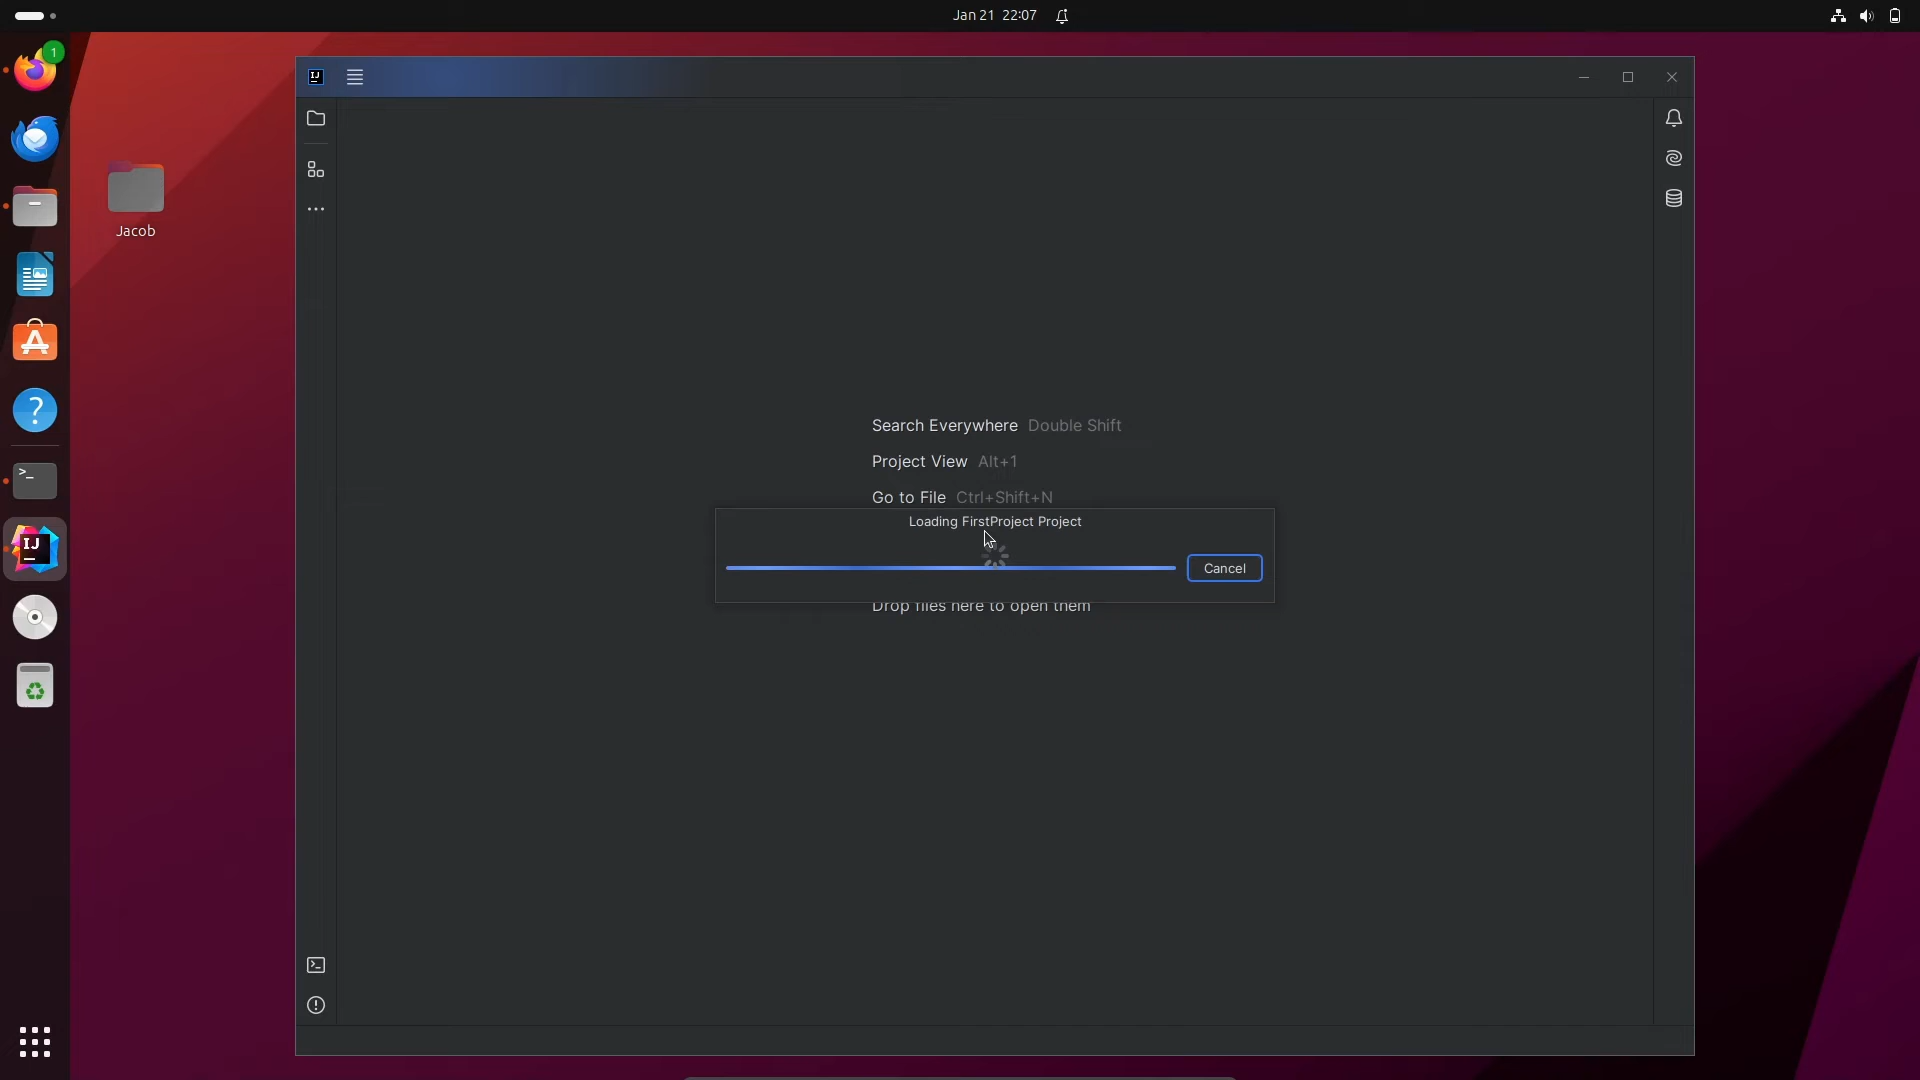 Jan 21 22:07
1
IJ
Jacob
Search Everywhere Double Shift
Project View Alt+1
Go to File Ctrl+Shift+N
Loading FirstProject Project
Cancel
Drop files here to open them
IJ